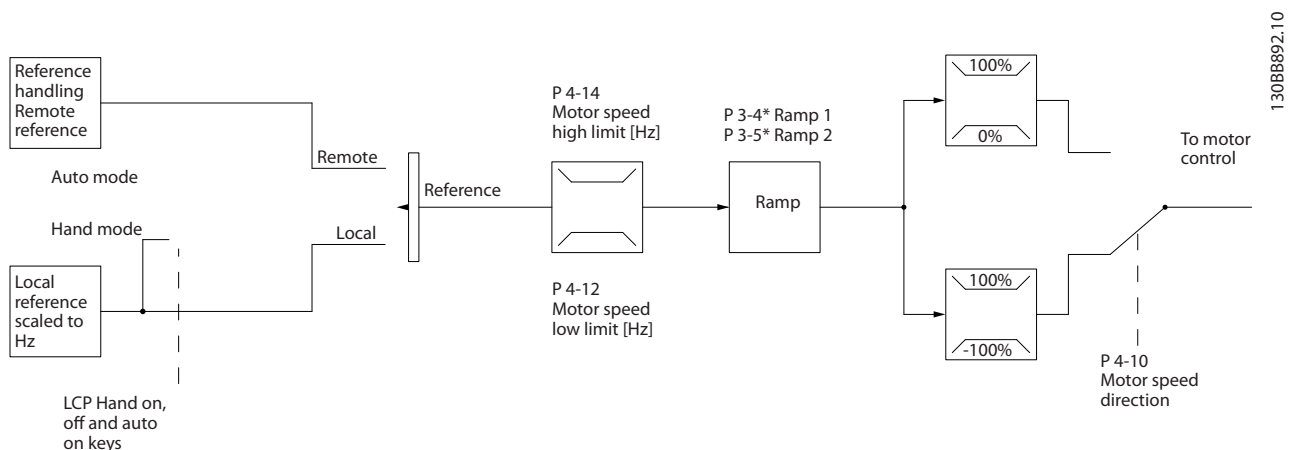 130BB892.10
Reference
handling
Remote
reference
Auto mode
Hand mode
Local
reference
scaled to
Hz
LCP Hand on,
off and auto
on keys
Remote
Local
Reference
P 4-14
Motor speed
high limit [Hz]
P 4-12
Motor speed
low limit [Hz]
P 3-4* Ramp 1
P 3-5* Ramp 2
Ramp
100%
0%
100%
-100%
To motor
control
P 4-10
Motor speed
direction